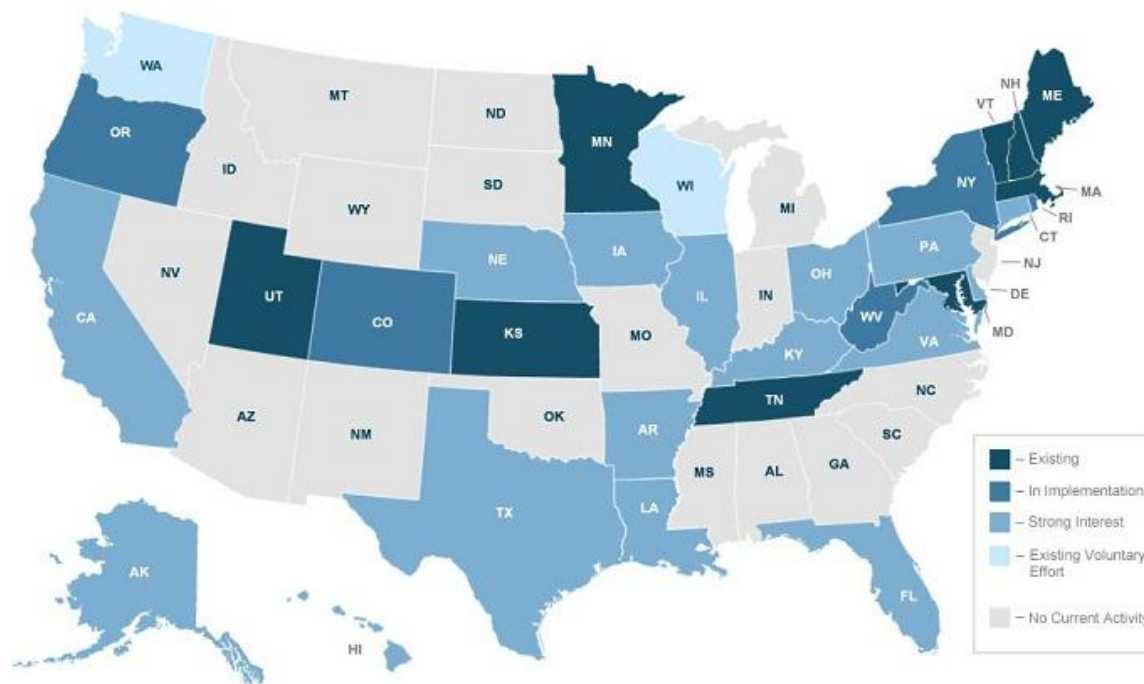 WA
MT
ND
MN
OR
ID
SD
WY
WI
MI
VT
NH
ME
NY
MA
RI
CT
PA
NJ
DE
MD
NV
UT
CO
NE
IA
IL
IN
OH
WV
VA
KY
CA
KS
MO
AZ
NM
OK
AR
TN
NC
SC
MS
AL
GA
TX
LA
FL
AK
HI
– Existing
– In Implementation
– Strong Interest
– Existing Voluntary
Effort
– No Current Activity